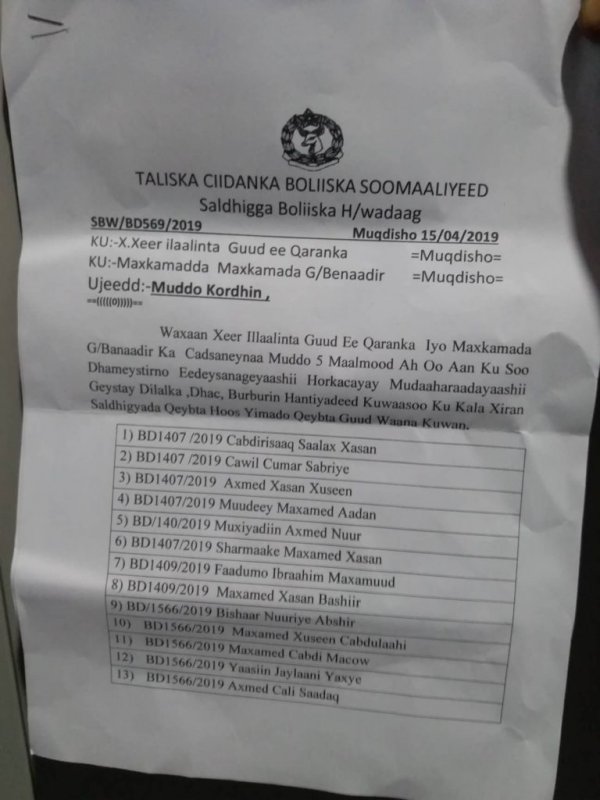 TALISKA CIIDANKA BOLIISKA SOOMAALIYEED
Saldhigga Boliiska H/wadaag
SBW/BD569/2019 Muqdisho 15/04/2019
KU:-X.Xeer ilaalinta Guud ee Qaranka =Muqdisho=
KU:-Maxkamadda Maxkamada G/Benaadir =Muqdisho=
Ujeedd:-Muddo Kordhin ,
==(((((0)))))==
Waxaan Xeer Illaalinta Guud Ee Qaranka Iyo Maxkamada
G/Banaadir Ka Cadsaneynaa Muddo 5 Maalmood Ah Oo Aan Ku Soo
Dhameystirno Eedeysanageyaashii Horkacayay Mudaaharaadayaashii
Geystay Dilalka ,Dhac, Burburin Hantiyadeed Kuwaasoo Ku Kala Xiran
Saldhigyada Qeybta Hoos Yimado Qeybta Guud Waana Kuwan.
1) BD1407 /2019 Cabdirisaaq Saalax Xasan
2) BD1407 /2019 Cawil Cumar Sabriye
3) BD1407/2019 Axmed Xasan Xuseen
4) BD1407/2019 Muudeey Maxamed Aadan
5) BD/140/2019 Muxiyadiin Axmed Nuur
6) BD1407/2019 Sharmaake Maxamed Xasan
7) BD1409/2019 Faadumo Ibraahim Maxamuud
8) BD1409/2019 Maxamed Xasan Bashiir
9) BD/1566/2019 Bishaar Nuuriye Abshir
10) BD1566/2019 Maxamed Xuseen Cabdulaahi
11) BD1566/2019 Maxamed Cabdi Macow
12) BD1566/2019 Yaasiin Jaylaani Yaxye
13) BD1566/2019 Axmed Cali Saadaq